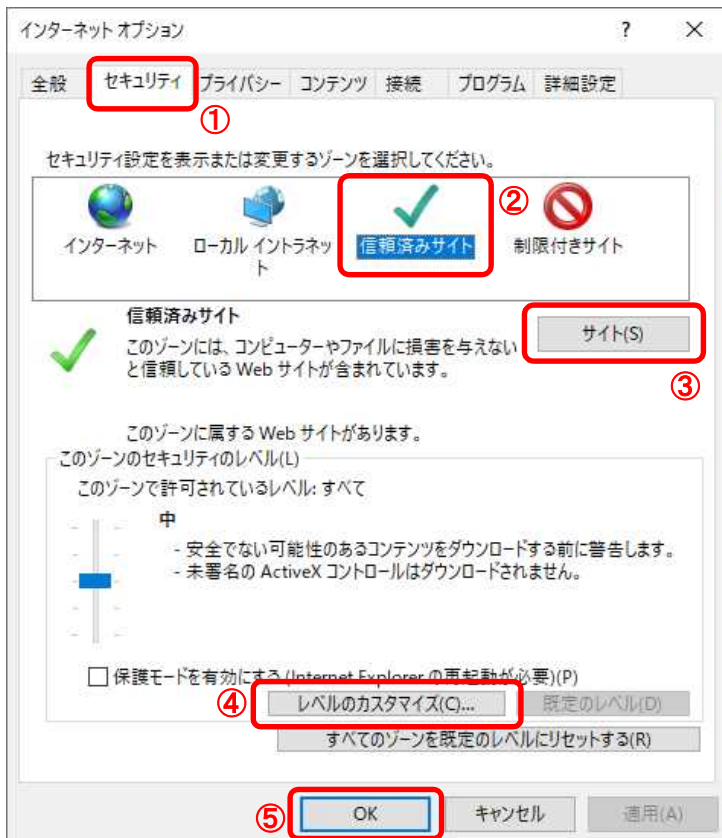 インターネット オプション ? ×
全般 セキュリティ プライバシー コンテンツ 接続 プログラム 詳細設定
①
セキュリティ設定を表示または変更するゾーンを選択してください。
②
インターネット ローカル イントラネッ
ト 信頼済みサイト 制限付きサイト
信頼済みサイト
サイト(S)
このゾーンには、コンピューターやファイルに損害を与えない
と信頼している Web サイトが含まれています。
③
このゾーンに属する Web サイトがあります。
このゾーンのセキュリティのレベル(L)
このゾーンで許可されているレベル: すべて
中
- 安全でない可能性のあるコンテンツをダウンロードする前に警告します。
- 未署名の ActiveX コントロールはダウンロードされません。
保護モードを有効にする (Internet Explorer の再起動が必要)(P)
④ レベルのカスタマイズ(C)... 既定のレベル(D)
すべてのゾーンを既定のレベルにリセットする(R)
⑤ OK キャンセル 適用(A)